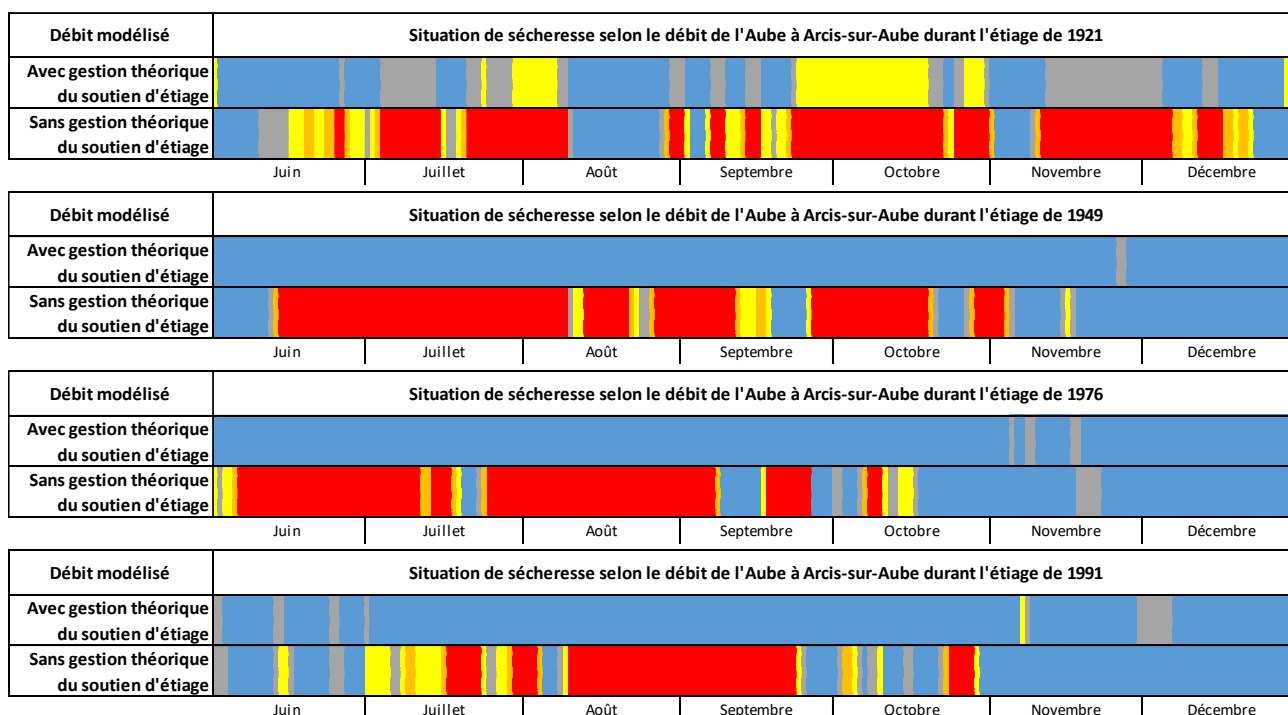 Débit modélisé Situation de sécheresse selon le débit de l'Aube à Arcis-sur-Aube durant l'étiage de 1921
Avec gestion théorique
du soutien d'étiage
Sans gestion théorique
du soutien d'étiage
Juin Juillet Août Septembre Octobre Novembre Décembre
Débit modélisé Situation de sécheresse selon le débit de l'Aube à Arcis-sur-Aube durant l'étiage de 1949
Avec gestion théorique
du soutien d'étiage
Sans gestion théorique
du soutien d'étiage
Juin Juillet Août Septembre Octobre Novembre Décembre
Débit modélisé Situation de sécheresse selon le débit de l'Aube à Arcis-sur-Aube durant l'étiage de 1976
Avec gestion théorique
du soutien d'étiage
Sans gestion théorique
du soutien d'étiage
Juin Juillet Août Septembre Octobre Novembre Décembre
Débit modélisé Situation de sécheresse selon le débit de l'Aube à Arcis-sur-Aube durant l'étiage de 1991
Avec gestion théorique
du soutien d'étiage
Sans gestion théorique
du soutien d'étiage
Juin Juillet Août Septembre Octobre Novembre Décembre